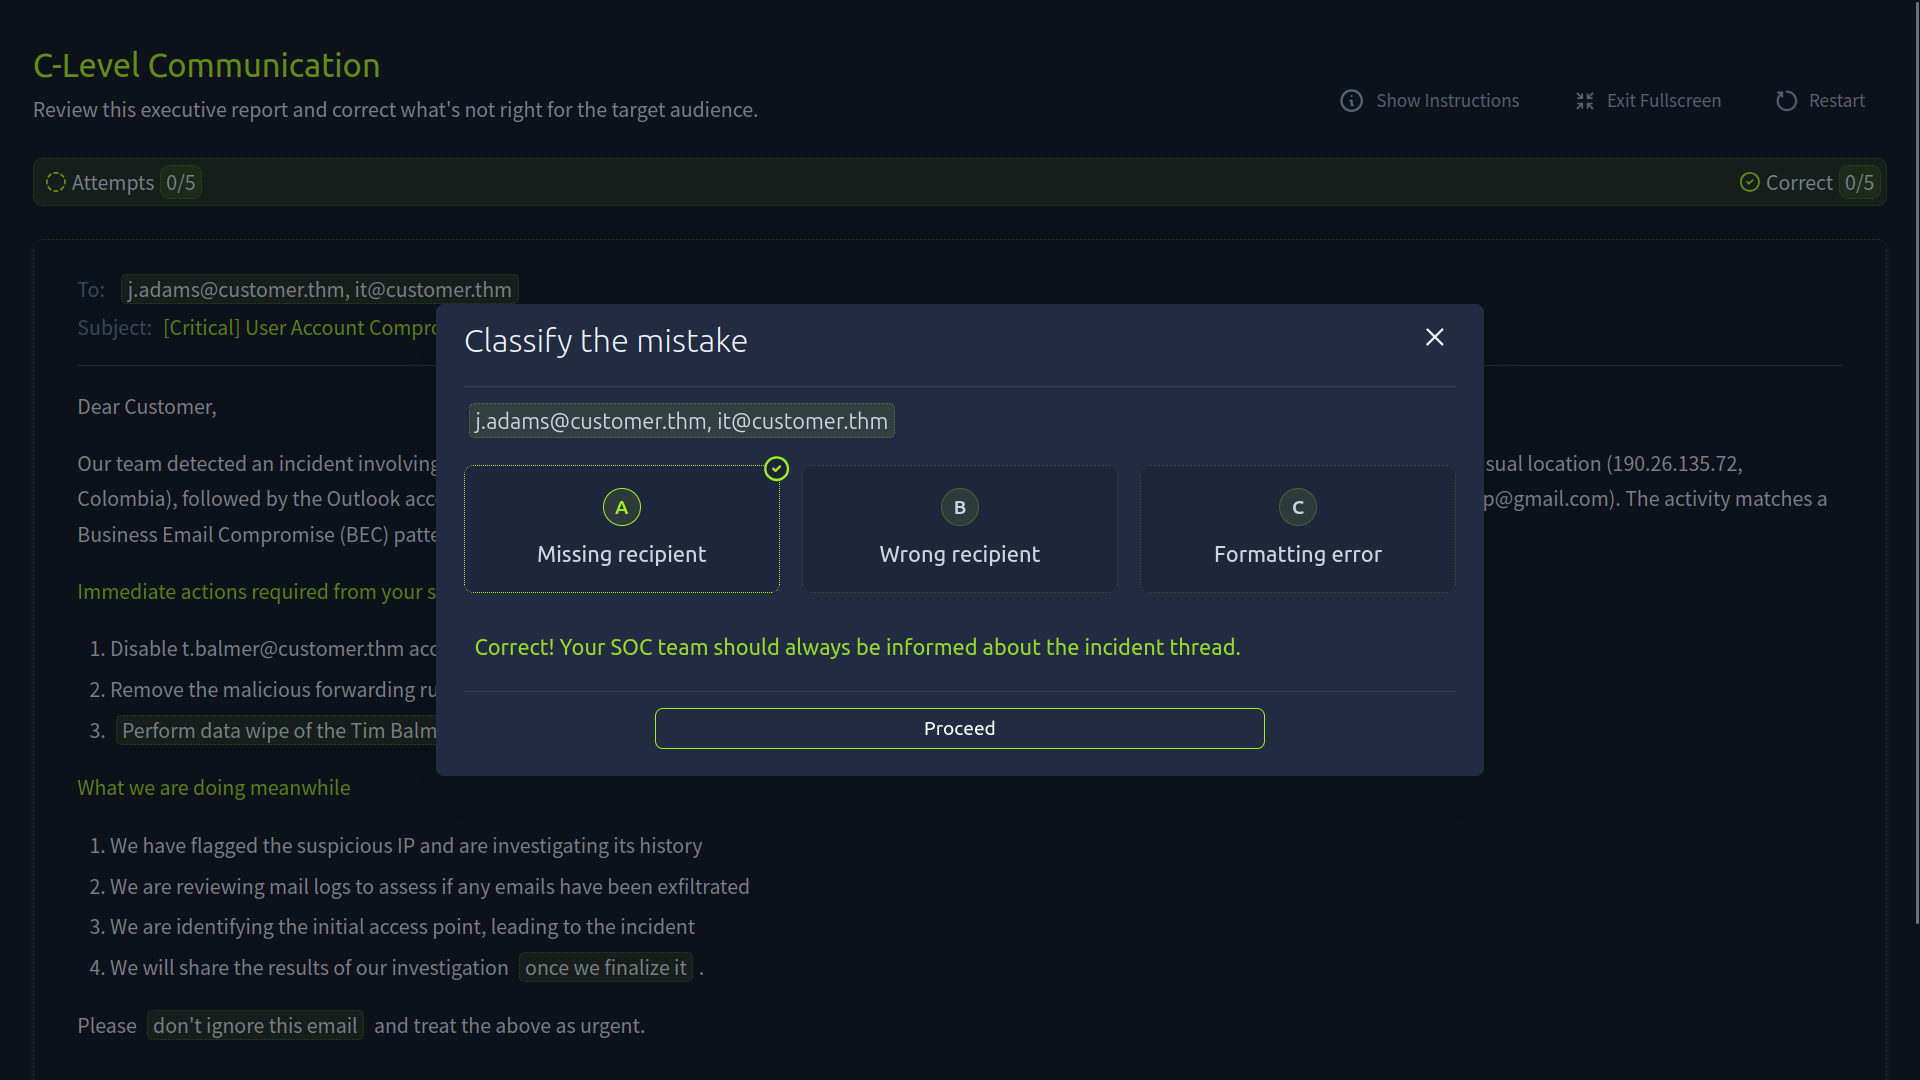 C-Level Communication
Review this executive report and correct what's not right for the target audience.
Show Instructions
Exit Fullscreen
Restart
Attempts 0/5
Correct 0/5
To: j.adams@customer.thm, it@customer.thm
Subject: [Critical] User Account
Dear Customer,
Our team detected an incident involving
sual location (190.26.135.72,
Colombia), followed by the Outlook
p@gmail.com). The activity matches a
Business Email Compromise (BEC)
Immediate actions required from your
1. Disable t.balmer@customer.thm
2. Remove the malicious forwarding
3. Perform data wipe of the Tim
What we are doing meanwhile
1. We have flagged the suspicious IP and are investigating its history
2. We are reviewing mail logs to assess if any emails have been exfiltrated
3. We are identifying the initial access point, leading to the incident
4. We will share the results of our investigation once we finalize it .
Please don't ignore this email and treat the above as urgent.
Classify the mistake
j.adams@customer.thm, it@customer.thm
A
Missing recipient
B
Wrong recipient
C
Formatting error
Correct! Your SOC team should always be informed about the incident thread.
Proceed